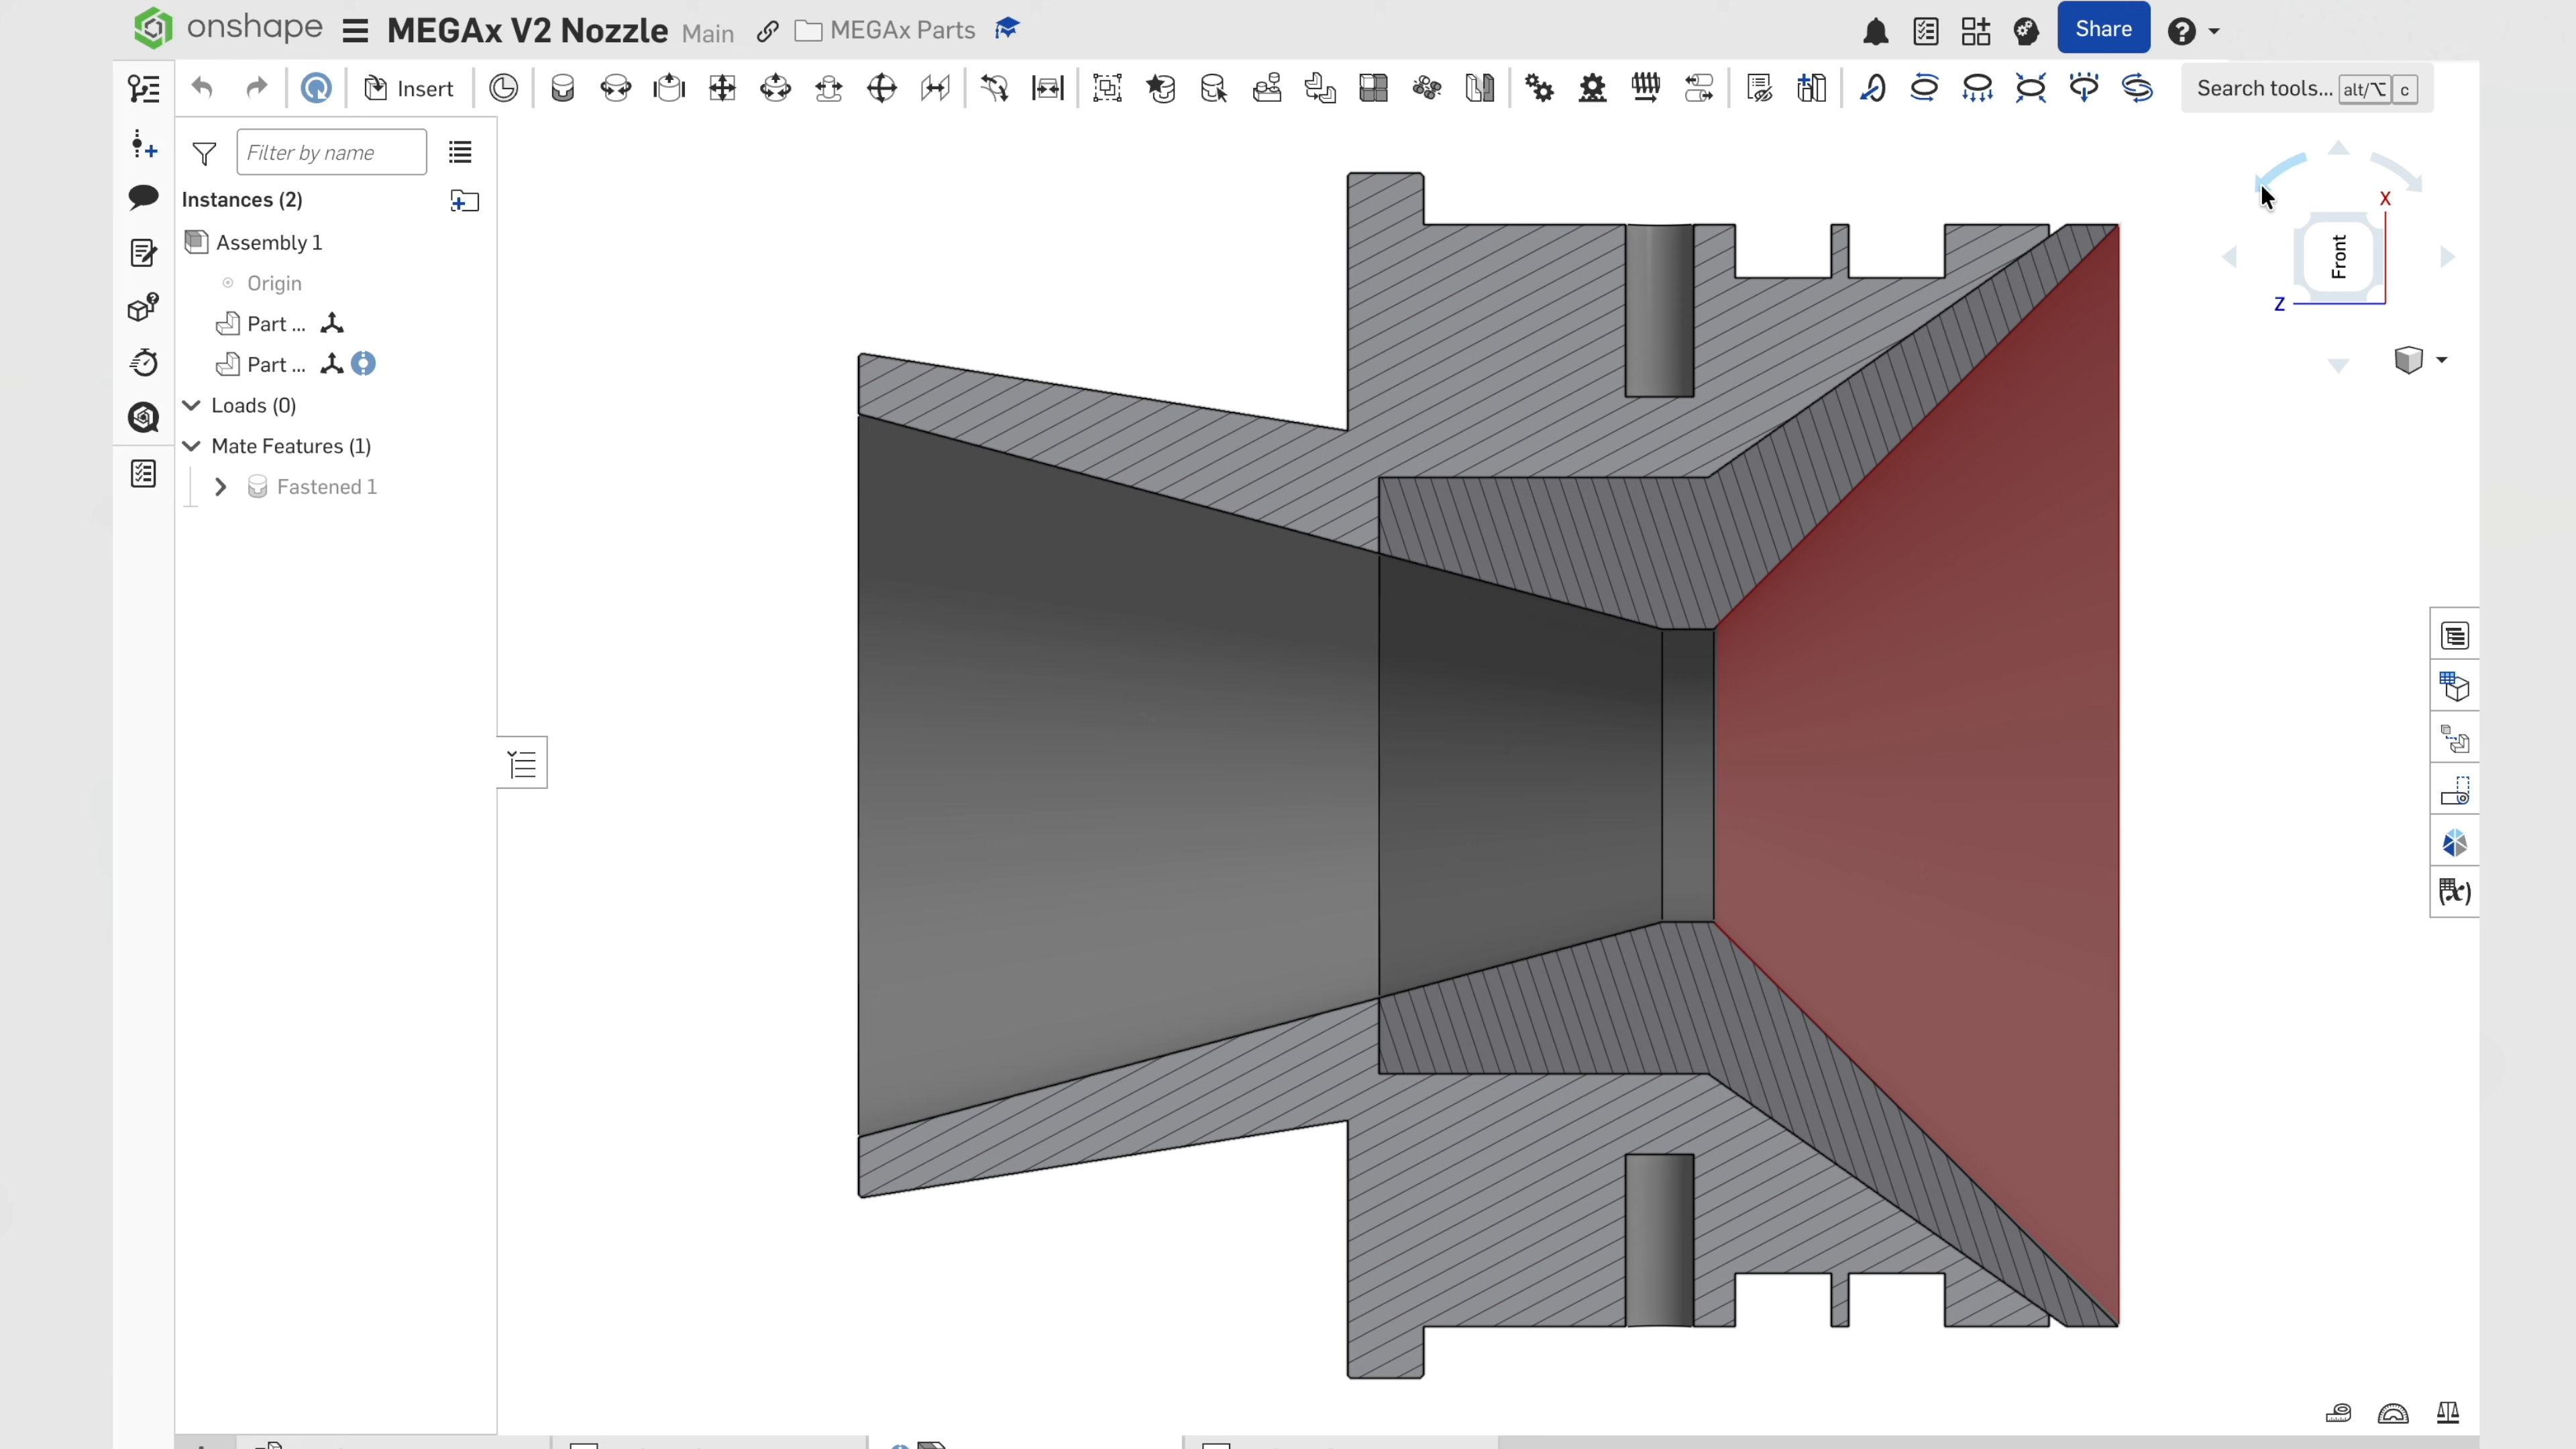 onshape MEGAx V2 Nozzle Main MEGAx Parts Share
Insert Search tools... alt/⌥ c
Filter by name
Instances (2)
Assembly 1
Origin
Part ...
Part ...
Loads (0)
Mate Features (1)
Fastened 1
X
Front
Z
(x)